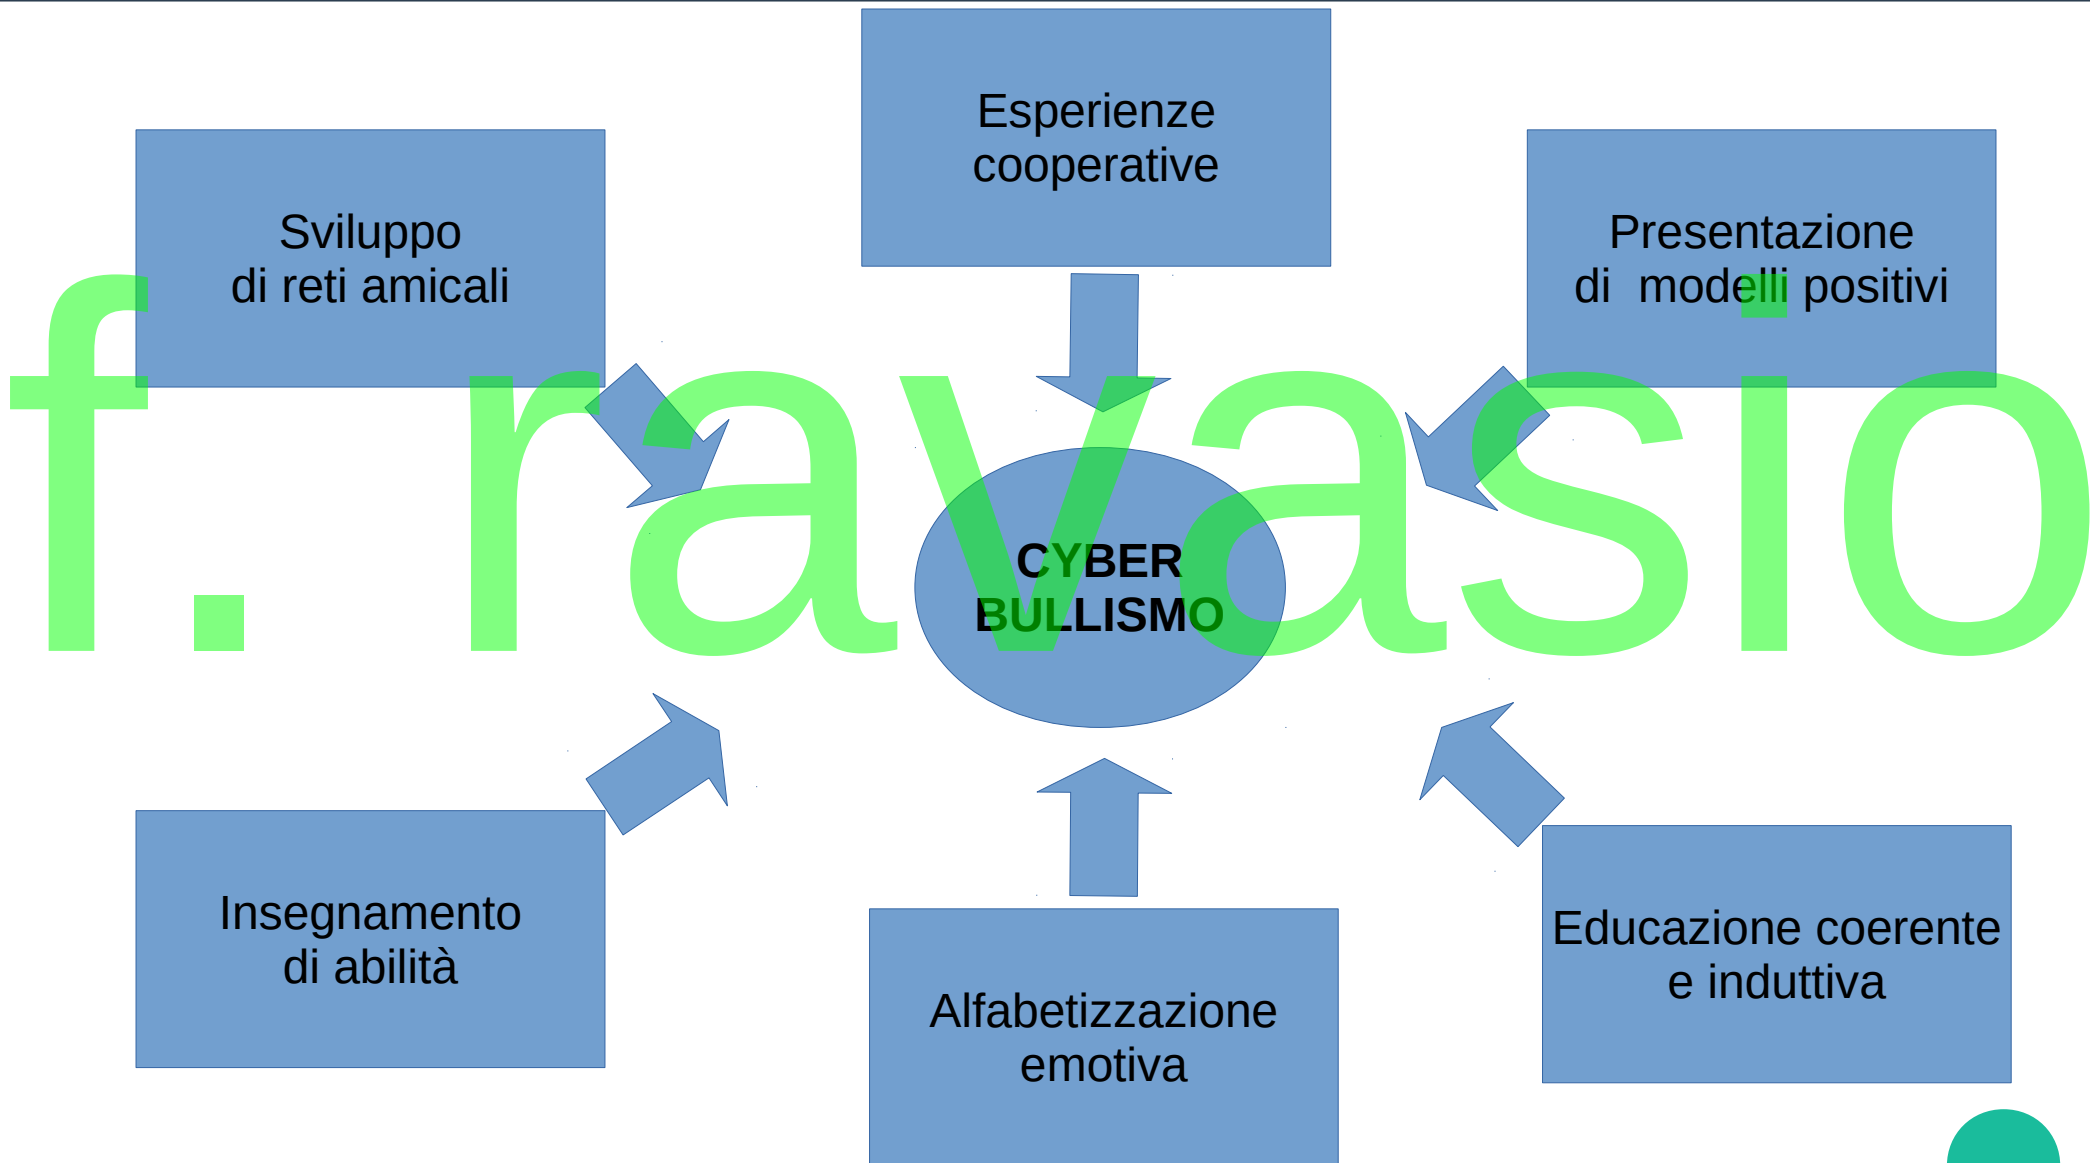 Esperienze
cooperative
Sviluppo
di reti amicali
Presentazione
di  modelli positivi
f. ravasio
CYBER
BULLISMO
Insegnamento
di abilità
Alfabetizzazione
emotiva
Educazione coerente
e induttiva